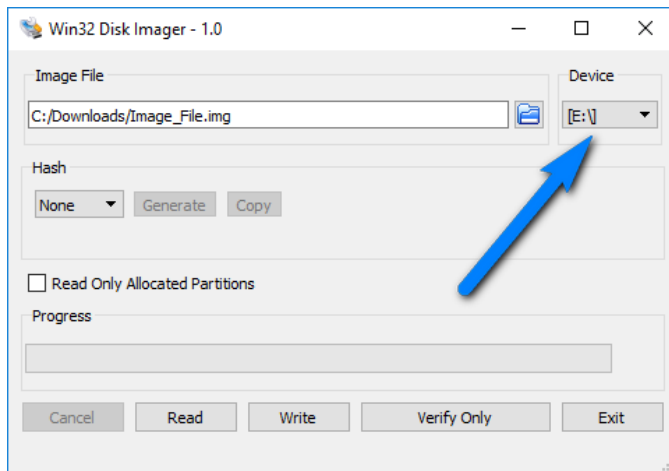 Win32 Disk Imager - 1.0
Image File
Device
C:/Downloads/Image_File.img
[E:\]
Hash
None
Generate
Copy
Read Only Allocated Partitions
Progress
Cancel
Read
Write
Verify Only
Exit